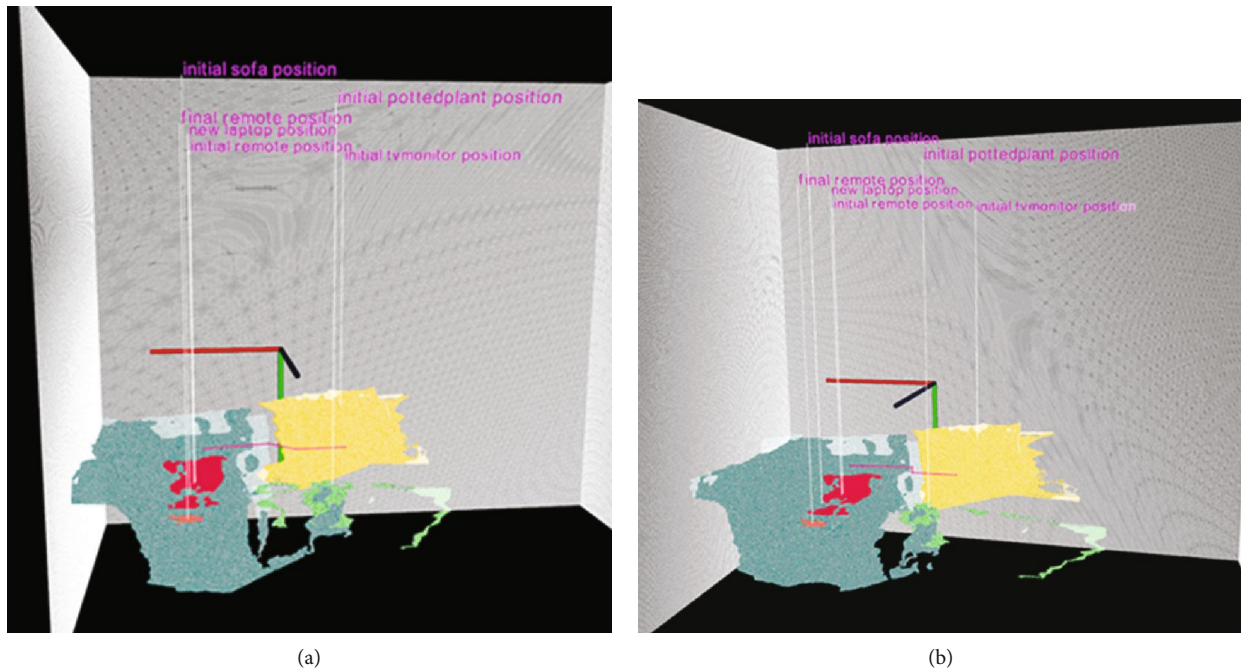 initial sofa position
initial pottedplant position
final remote position
new laptop position
initial remote position
initial tvmonitor position
(a)
initial sofa position
initial pottedplant position
final remote position
new laptop position
initial remote position
initial tvmonitor position
(b)